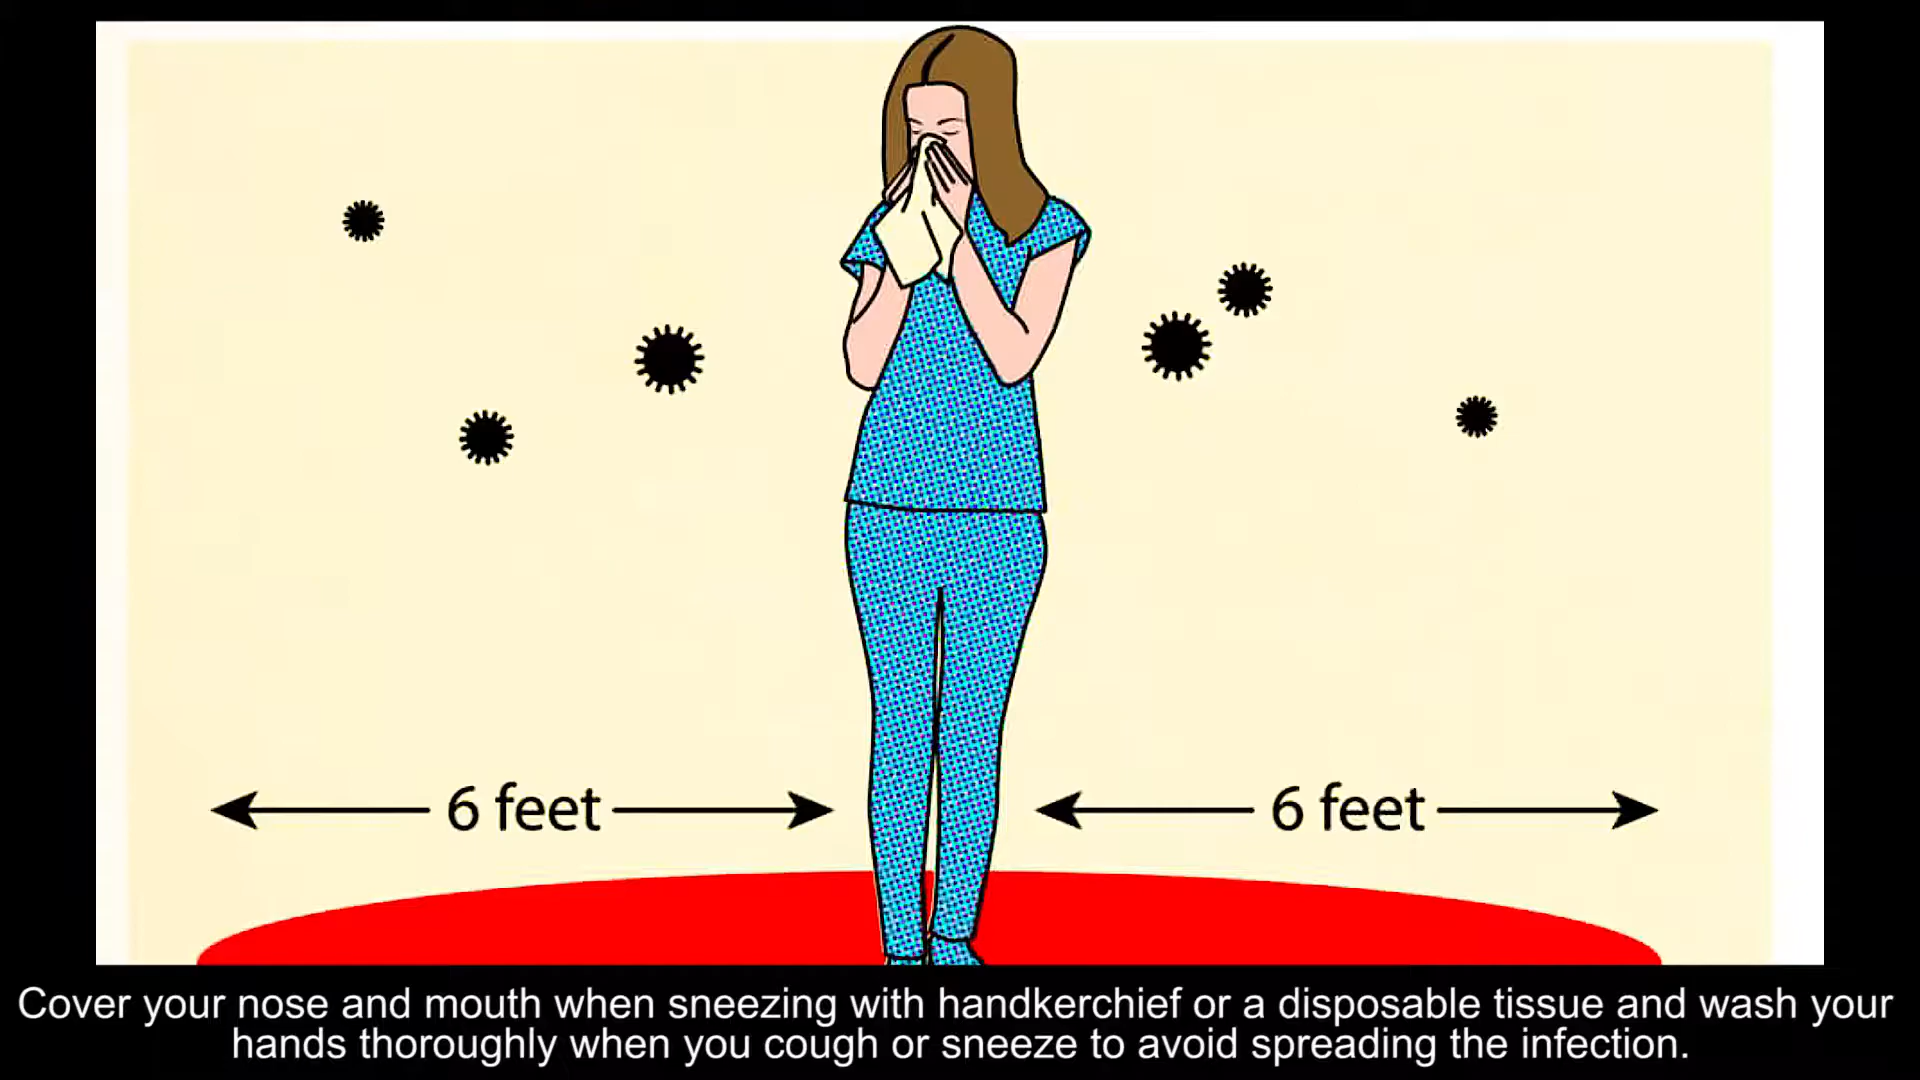 6 feet 6 feet
Cover your nose and mouth when sneezing with handkerchief or a disposable tissue and wash your
hands thoroughly when you cough or sneeze to avoid spreading the infection.